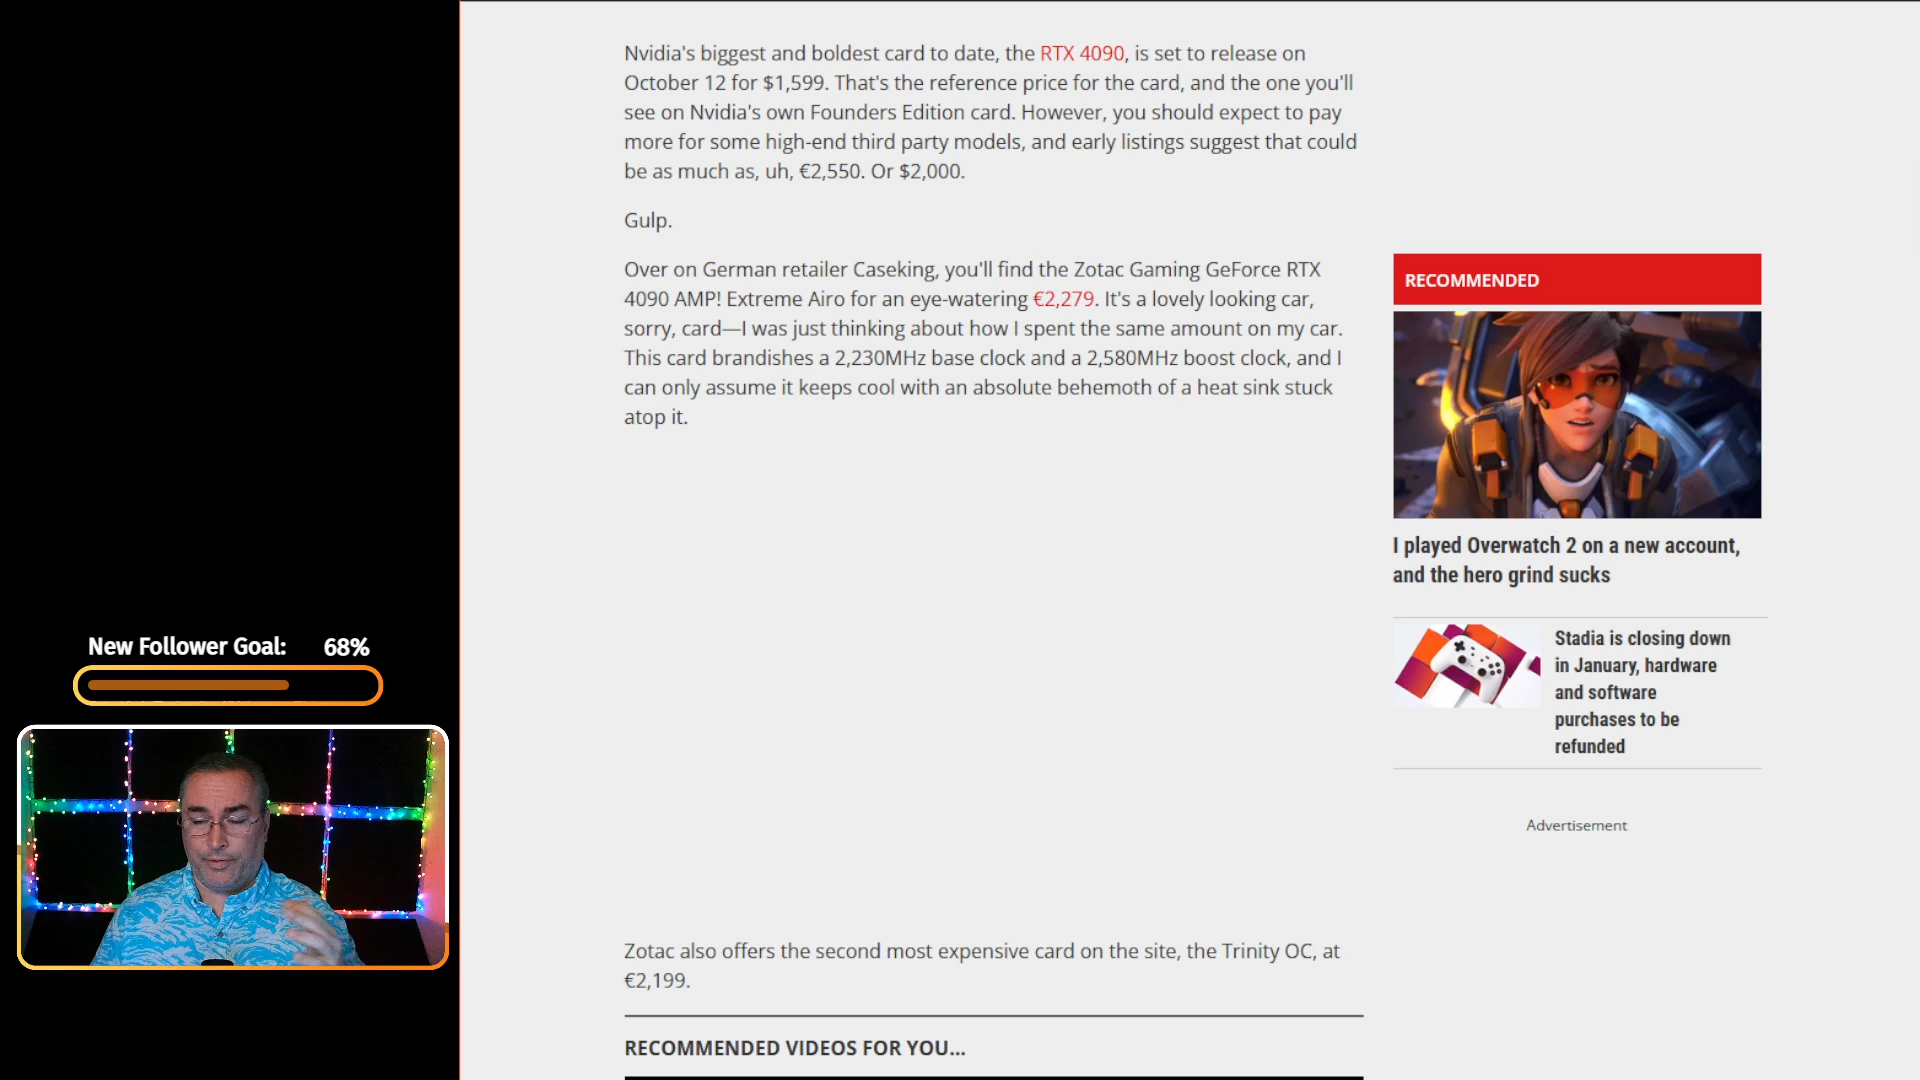 Nvidia's biggest and boldest card to date, the RTX 4090, is set to release on
October 12 for $1,599. That's the reference price for the card, and the one you'll
see on Nvidia's own Founders Edition card. However, you should expect to pay
more for some high-end third party models, and early listings suggest that could
be as much as, uh, €2,550. Or $2,000.
Gulp.
Over on German retailer Caseking, you'll find the Zotac Gaming GeForce RTX
4090 AMP! Extreme Airo for an eye-watering €2,279. It's a lovely looking car,
sorry, card—I was just thinking about how I spent the same amount on my car.
This card brandishes a 2,230MHz base clock and a 2,580MHz boost clock, and I
can only assume it keeps cool with an absolute behemoth of a heat sink stuck
atop it.
Zotac also offers the second most expensive card on the site, the Trinity OC, at
€2,199.
RECOMMENDED VIDEOS FOR YOU...
RECOMMENDED
I played Overwatch 2 on a new account,
and the hero grind sucks
Stadia is closing down
in January, hardware
and software
purchases to be
refunded
Advertisement
New Follower Goal: 68%